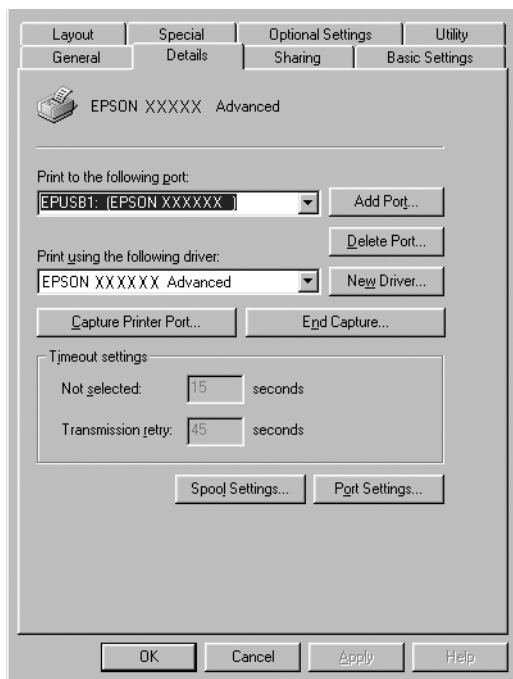 Layout Special Optional Settings Utility
General Details Sharing Basic Settings
EPSON XXXXX Advanced
Print to the following port:
EPUSB1: (EPSON XXXXXX ) Add Port...
Delete Port...
Print using the following driver:
EPSON XXXXXX Advanced New Driver...
Capture Printer Port... End Capture...
Timeout settings
Not selected: 15 seconds
Transmission retry: 45 seconds
Spool Settings... Port Settings...
OK Cancel Apply Help